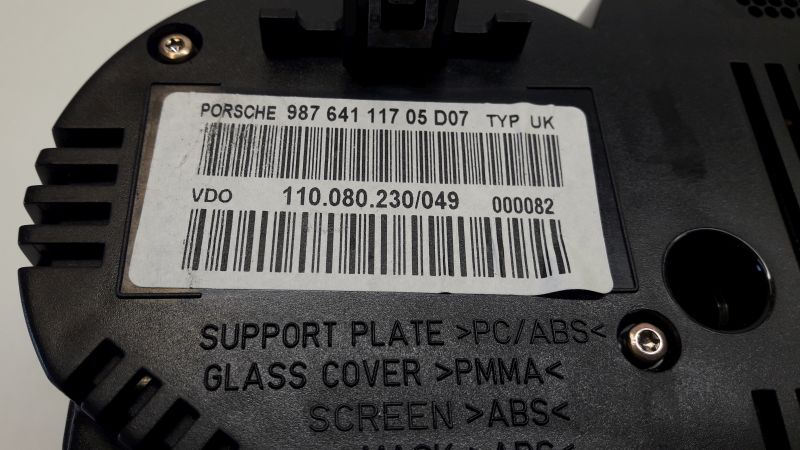 PORSCHE 987 641 117 05 D07 TYP UK
VDO 110.080.230/049 000082
SUPPORT PLATE >PC/ABS<
GLASS COVER >PMMA<
SCREEN >ABS<